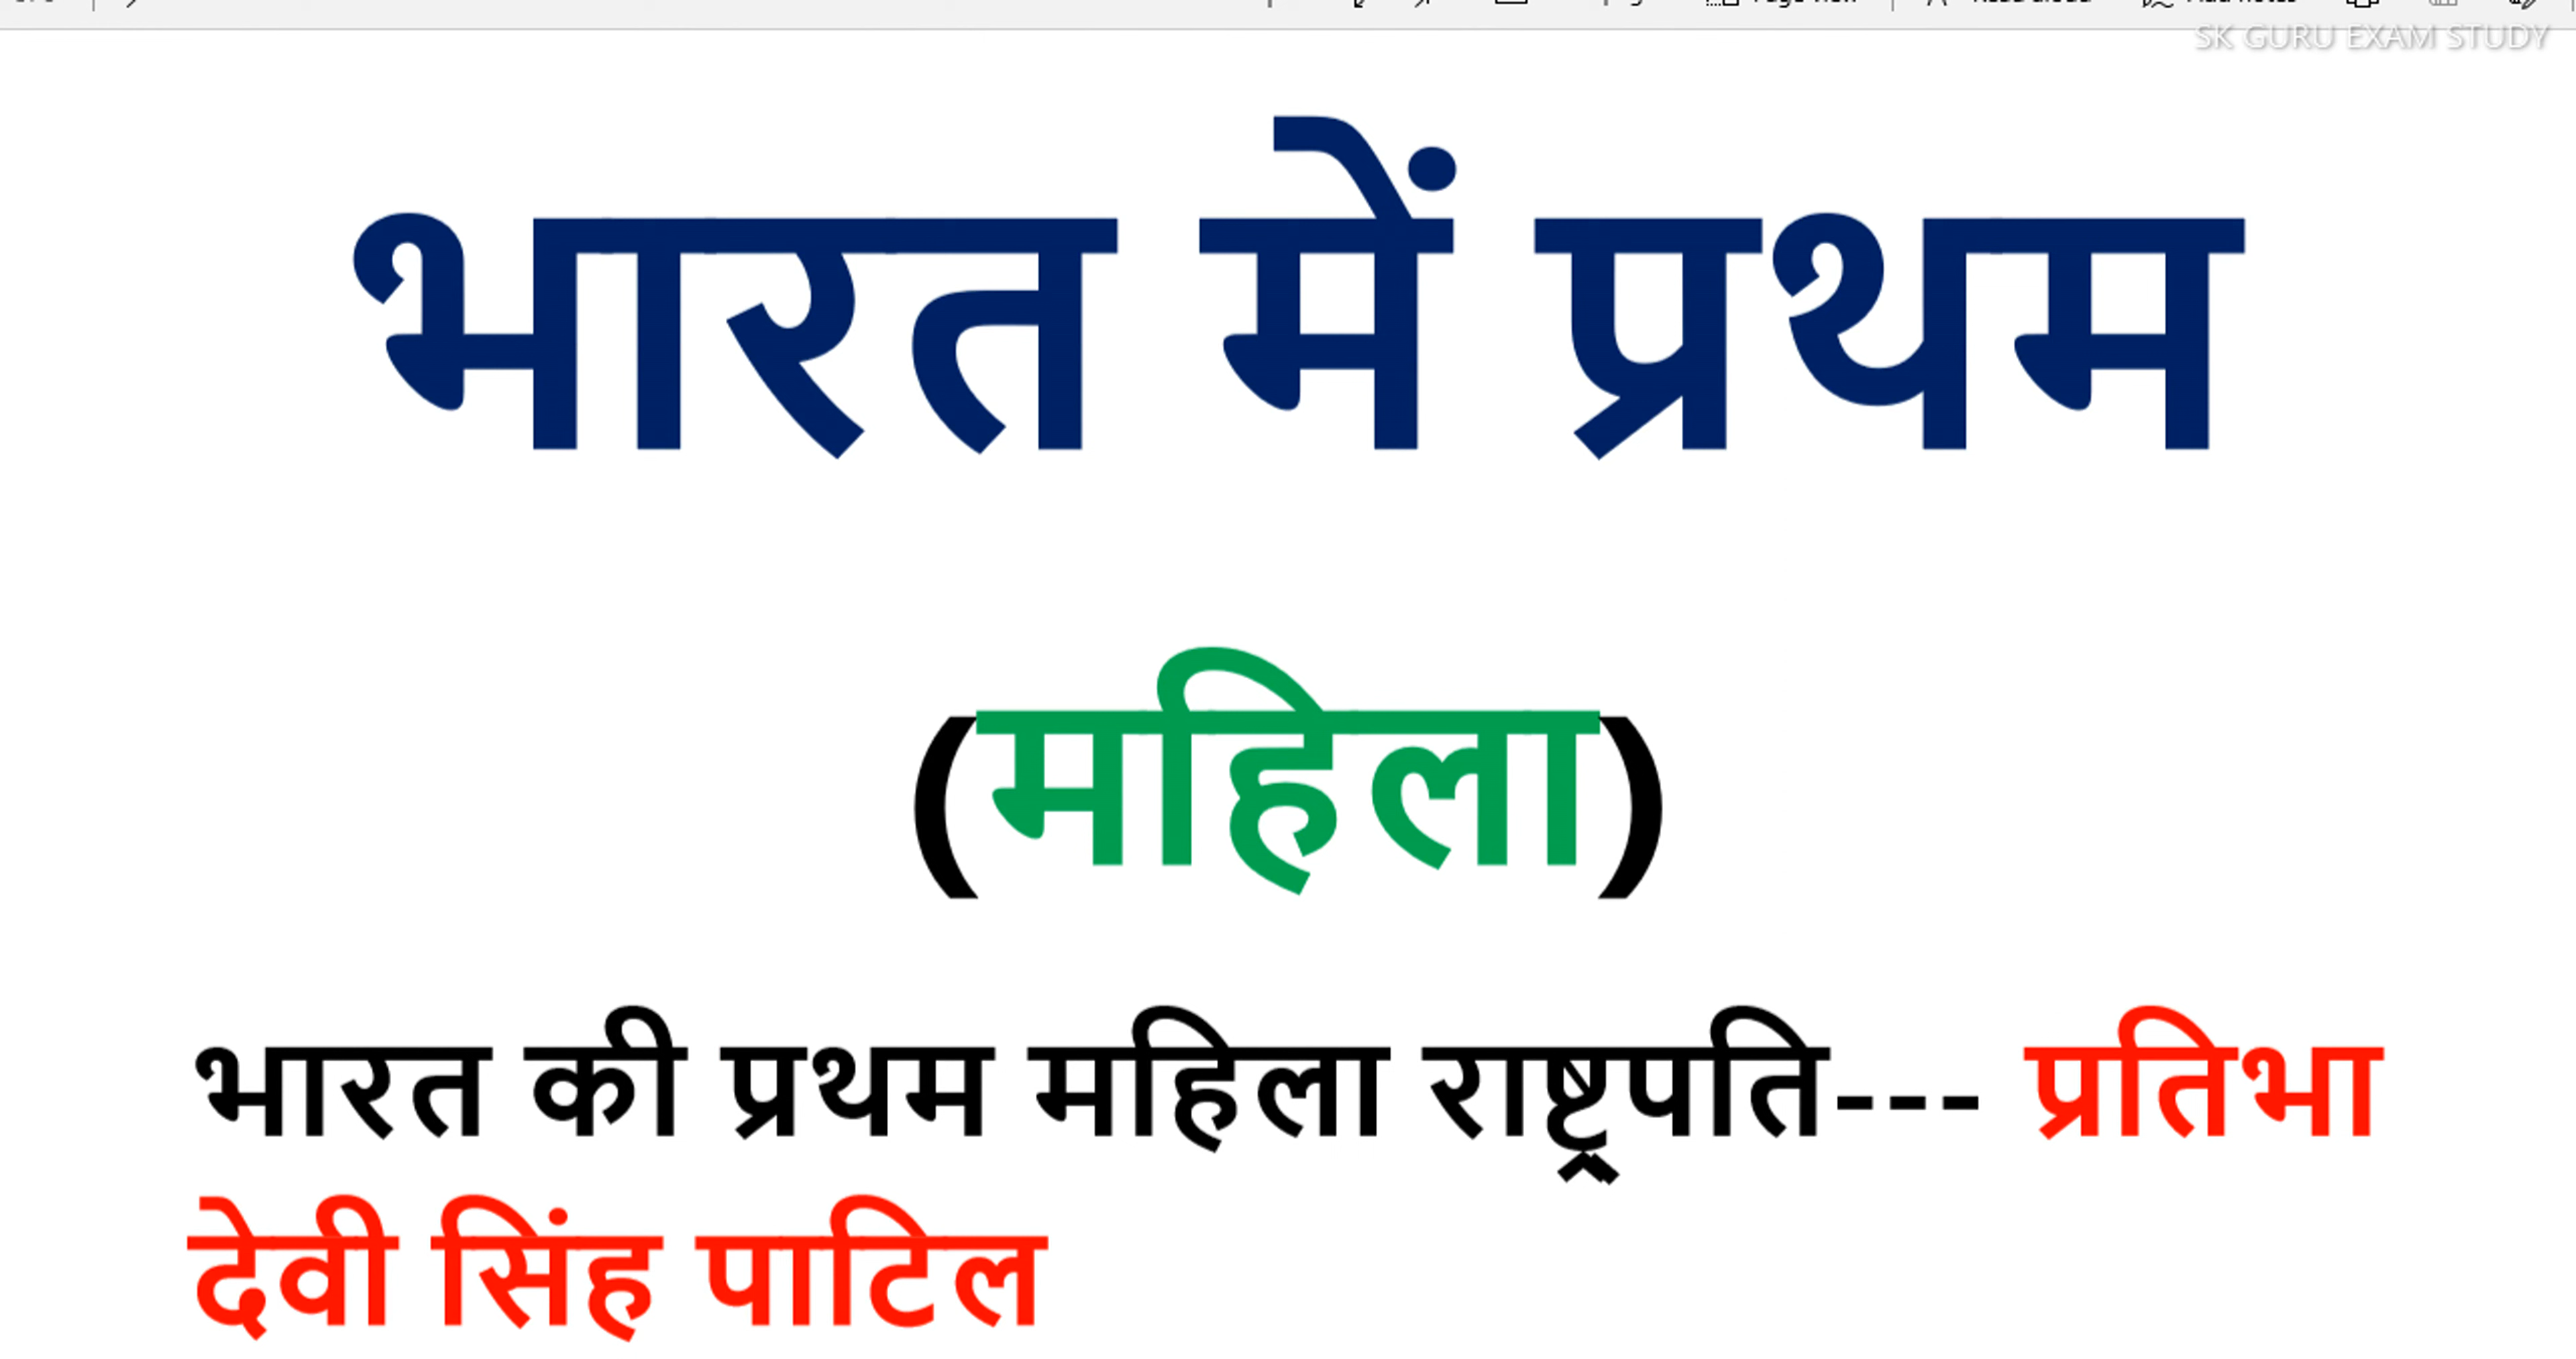 SK GURU EXAM STUDY
भारत में प्रथम
(महिला)
भारत की प्रथम महिला राष्ट्रपति--- प्रतिभा
देवी सिंह पाटिल